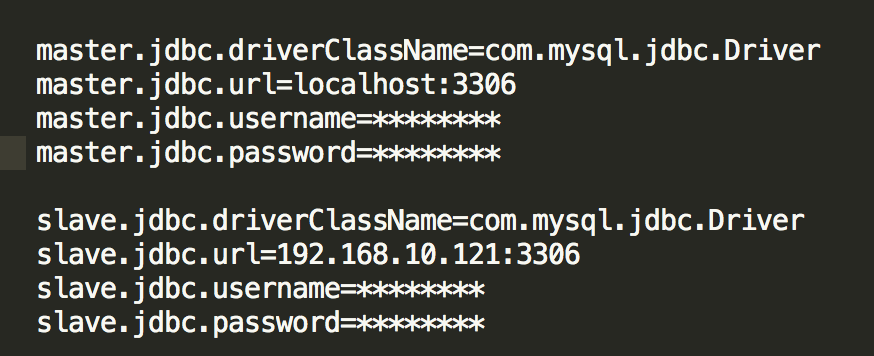 master.jdbc.driverClassName=com.mysql.jdbc.Driver
master.jdbc.url=localhost:3306
master.jdbc.username=********
master.jdbc.password=********
slave.jdbc.driverClassName=com.mysql.jdbc.Driver
slave.jdbc.url=192.168.10.121:3306
slave.jdbc.username=********
slave.jdbc.password=********